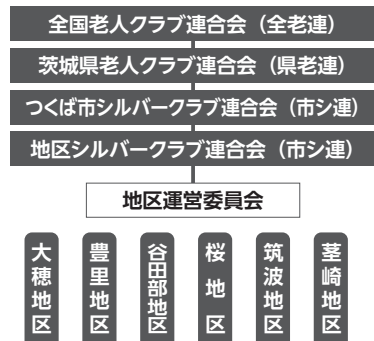 全国老人クラブ連合会（全老連）
茨城県老人クラブ連合会（県老連）
つくば市シルバークラブ連合会（市シ連）
地区シルバークラブ連合会（市シ連）
地区運営委員会
大穂地区
豊里地区
谷田部地区
桜地区
筑波地区
茎崎地区